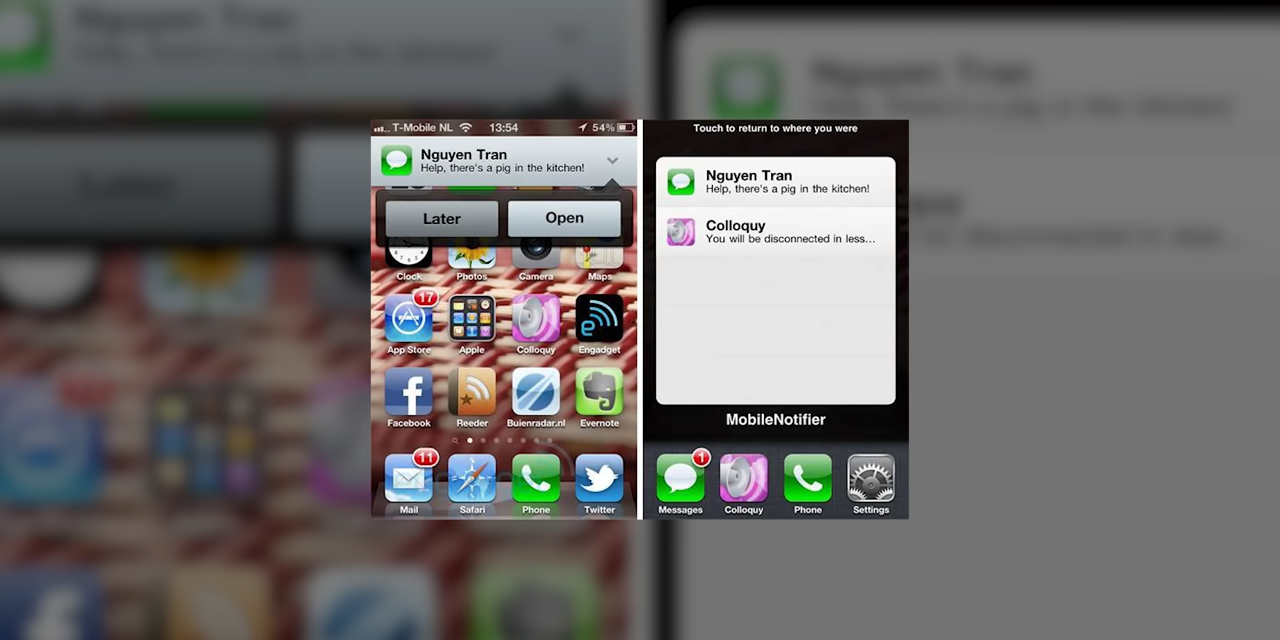 T-Mobile NL
13:54
54%
Nguyen Tran
Help, there's a pig in the kitchen!
Later
Open
Clock
Photos
Camera
Maps
17
App Store
Apple
Colloquy
Engadget
Facebook
Reeder
Buienradar.nl
Evernote
11
Mail
Safari
Phone
Twitter
Touch to return to where you were
Nguyen Tran
Help, there's a pig in the kitchen!
Colloquy
You will be disconnected in less...
MobileNotifier
1
Messages
Colloquy
Phone
Settings